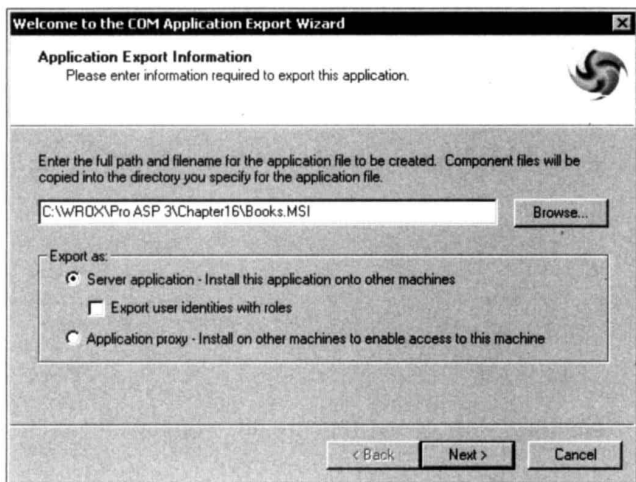 Welcome to the COM Application Export Wizard
Application Export Information
Please enter information required to export this application.
Enter the full path and filename for the application file to be created. Component files will be
copied into the directory you specify for the application file.
C:\WROX\Pro ASP 3\Chapter16\Books.MSI
Browse...
Export as:
Server application - Install this application onto other machines
Export user identities with roles
Application proxy - Install on other machines to enable access to this machine
< Back
Next >
Cancel